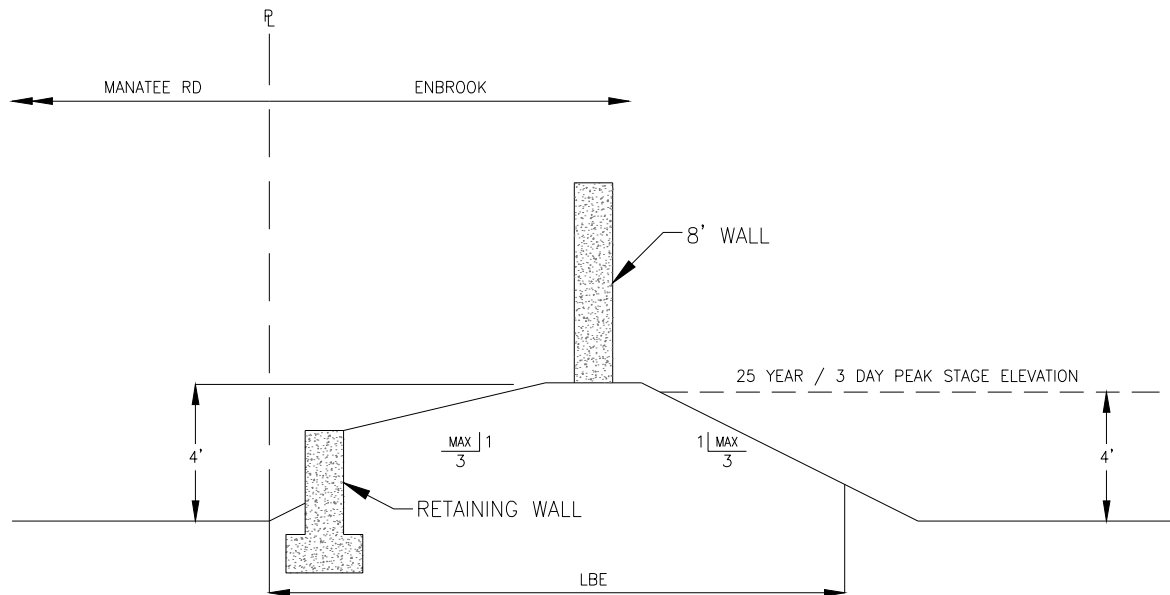 PL
MANATEE RD
ENBROOK
8' WALL
25 YEAR / 3 DAY PEAK STAGE ELEVATION
MAX 1
3
1 MAX
3
4'
4'
RETAINING WALL
LBE